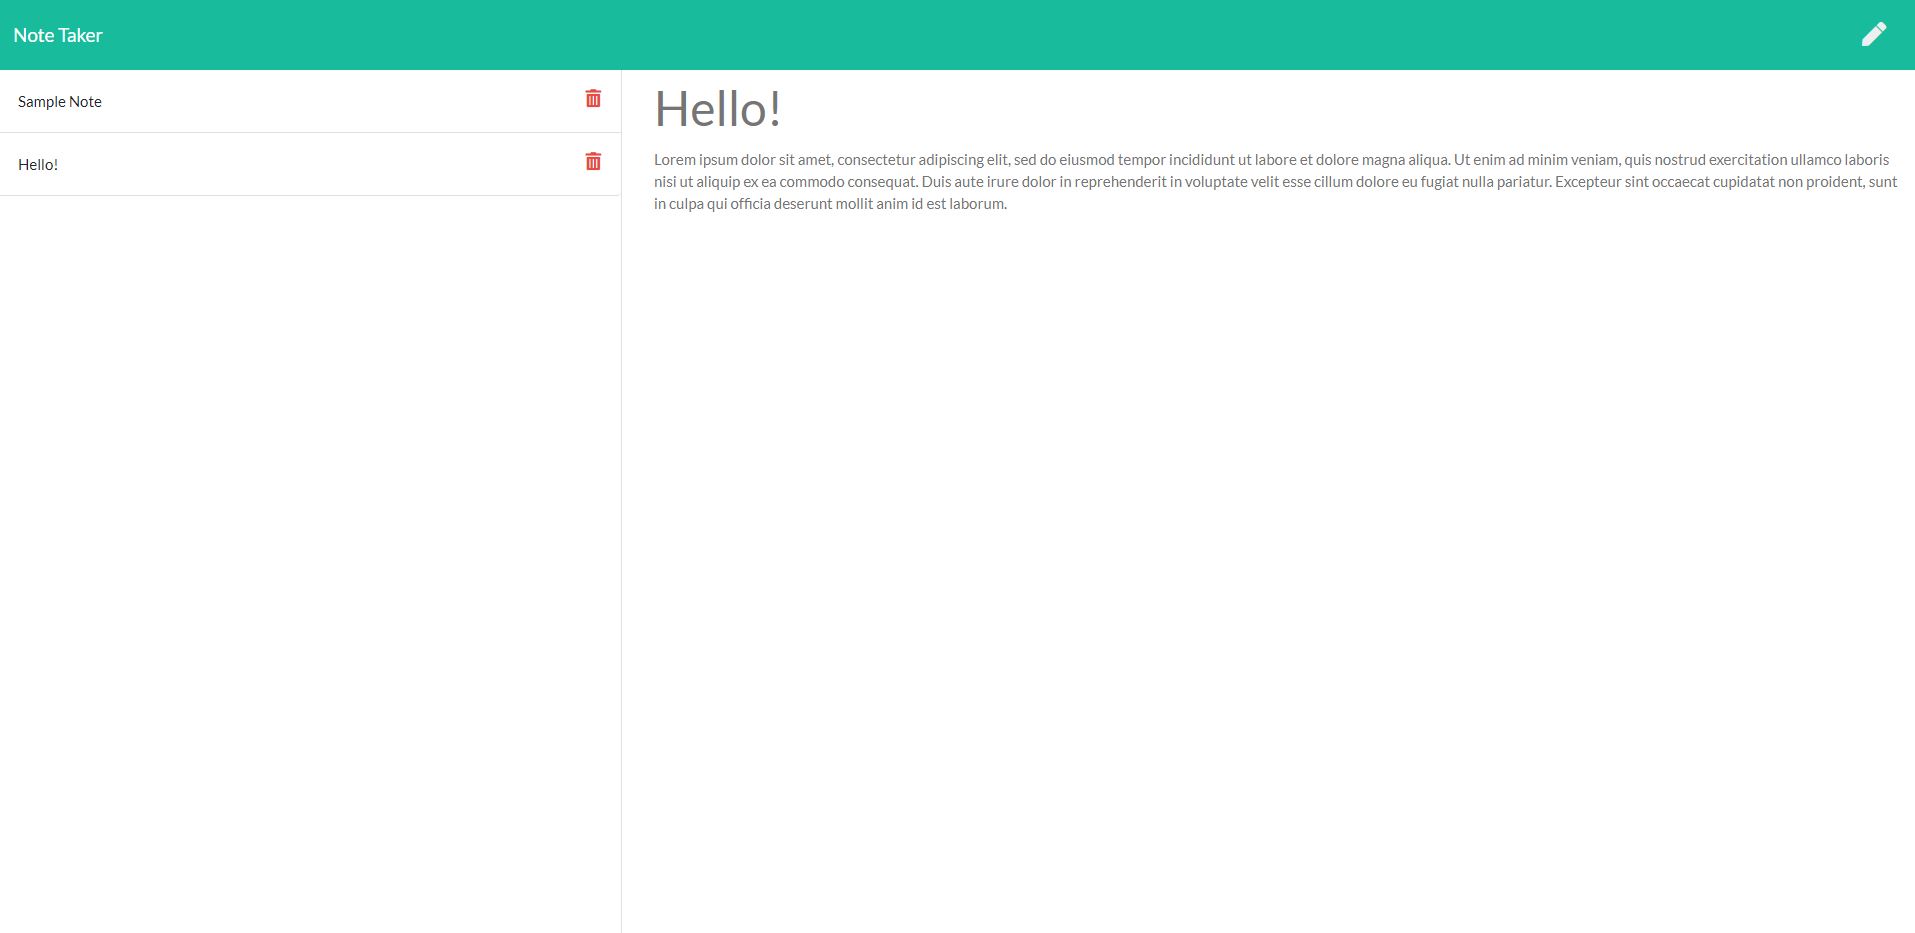 Note Taker
Sample Note
Hello!
Hello!
Lorem ipsum dolor sit amet, consectetur adipiscing elit, sed do eiusmod tempor incididunt ut labore et dolore magna aliqua. Ut enim ad minim veniam, quis nostrud exercitation ullamco laboris
nisi ut aliquip ex ea commodo consequat. Duis aute irure dolor in reprehenderit in voluptate velit esse cillum dolore eu fugiat nulla pariatur. Excepteur sint occaecat cupidatat non proident, sunt
in culpa qui officia deserunt mollit anim id est laborum.